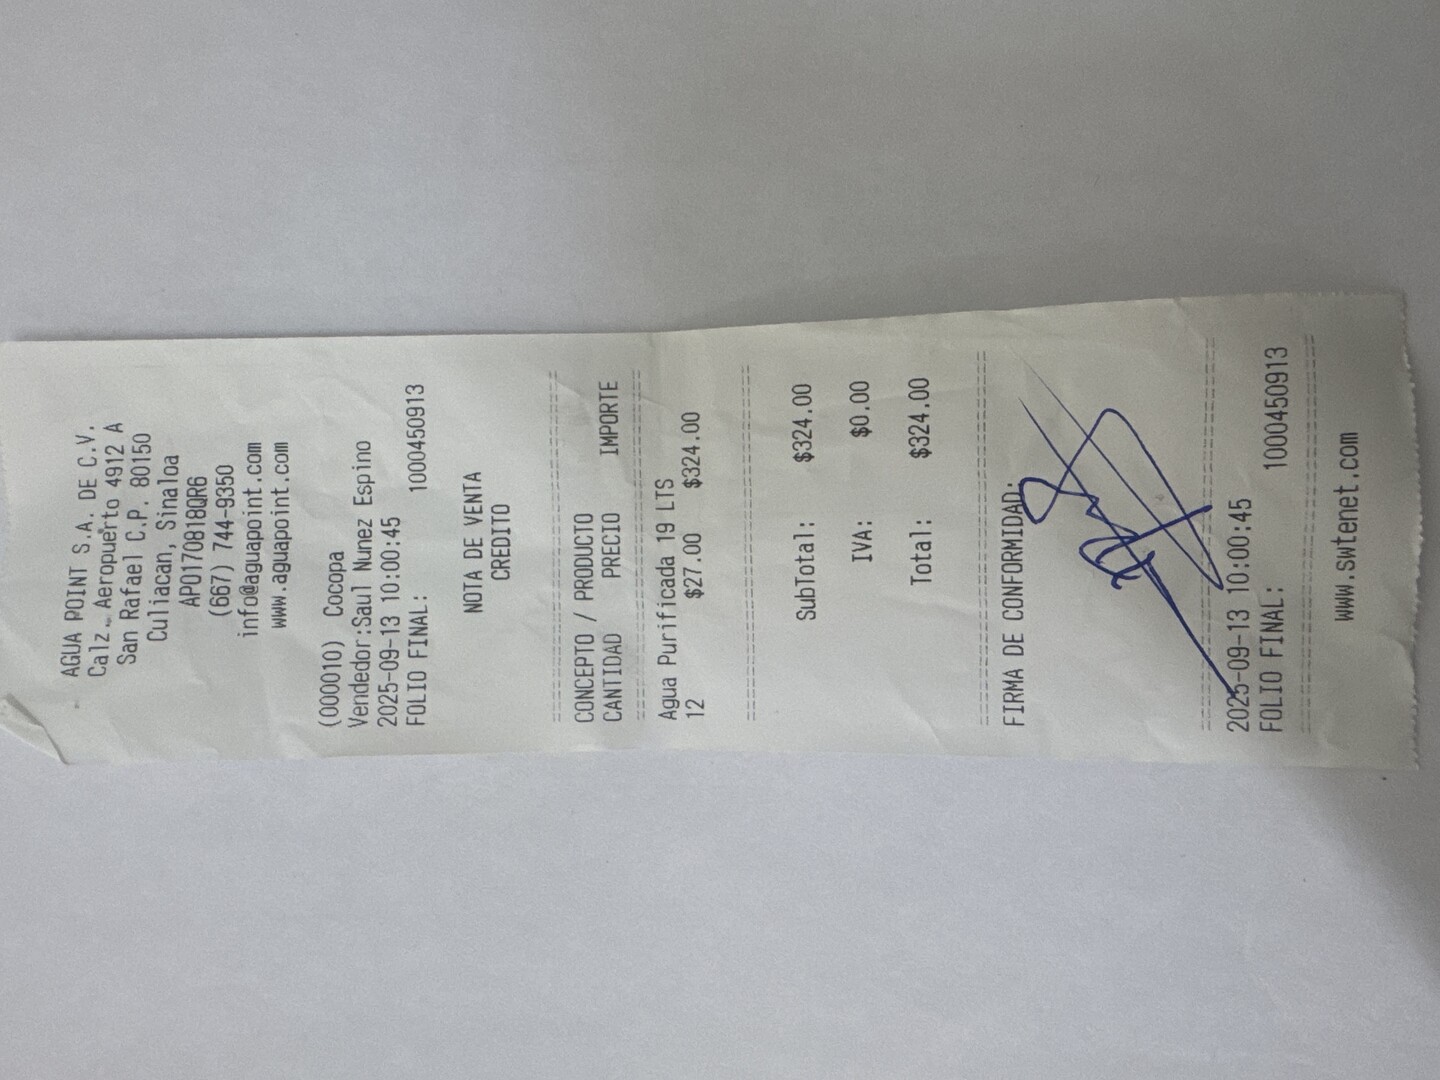 AGUA POINT S.A. DE C.V.
Calz. Aeropuerto 4912 A
San Rafael C.P. 80150
Culiacan, Sinaloa
APO170818QR6
(667) 744-9350
info@aguapoint.com
www.aguapoint.com
(000010) Cocopa
Vendedor:Saul Nunez Espino
2025-09-13 10:00:45
FOLIO FINAL: 1000450913
NOTA DE VENTA
CREDITO
CONCEPTO / PRODUCTO
CANTIDAD PRECIO IMPORTE
Agua Purificada 19 LTS
12 $27.00 $324.00
SubTotal: $324.00
IVA: $0.00
Total: $324.00
FIRMA DE CONFORMIDAD:
2025-09-13 10:00:45
FOLIO FINAL: 1000450913
www.swtenet.com